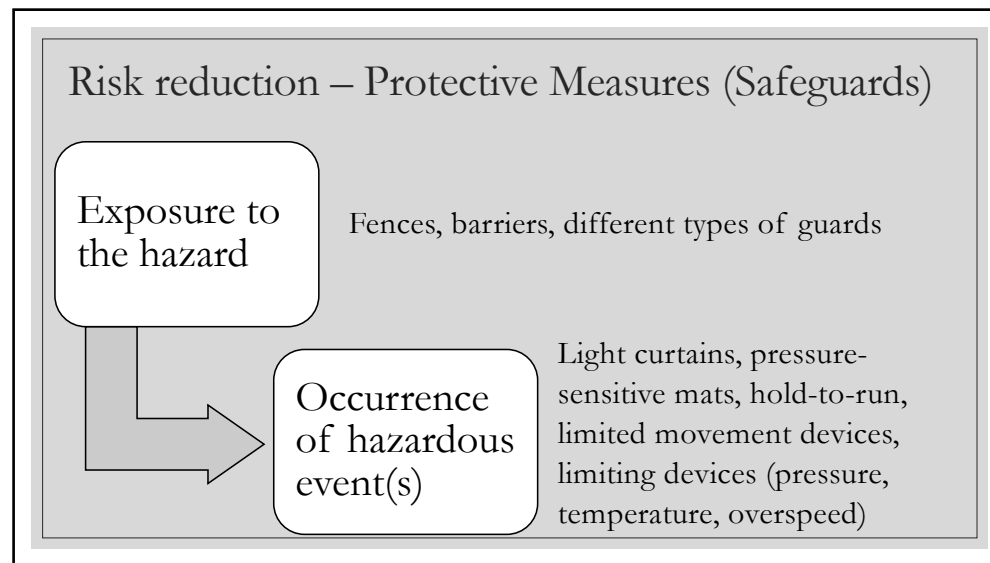 Risk reduction – Protective Measures (Safeguards)
Exposure to
the hazard
Fences, barriers, different types of guards
Occurrence
of hazardous
event(s)
Light curtains, pressure-
sensitive mats, hold-to-run,
limited movement devices,
limiting devices (pressure,
temperature, overspeed)